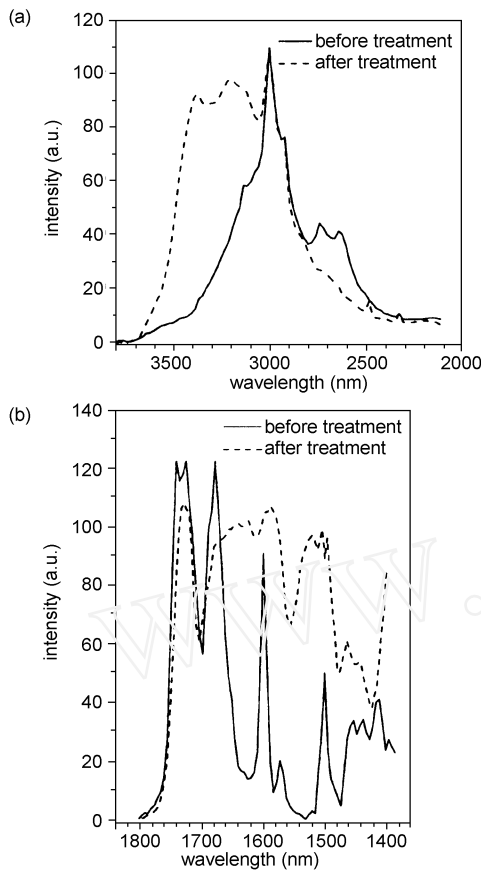 (a)
120
100
80
60
40
20
0
intensity (a.u.)
before treatment
after treatment
3500 3000 2500 2000
wavelength (nm)
(b)
140
120
100
80
60
40
20
0
intensity (a.u.)
before treatment
after treatment
www.
1800 1700 1600 1500 1400
wavelength (nm)